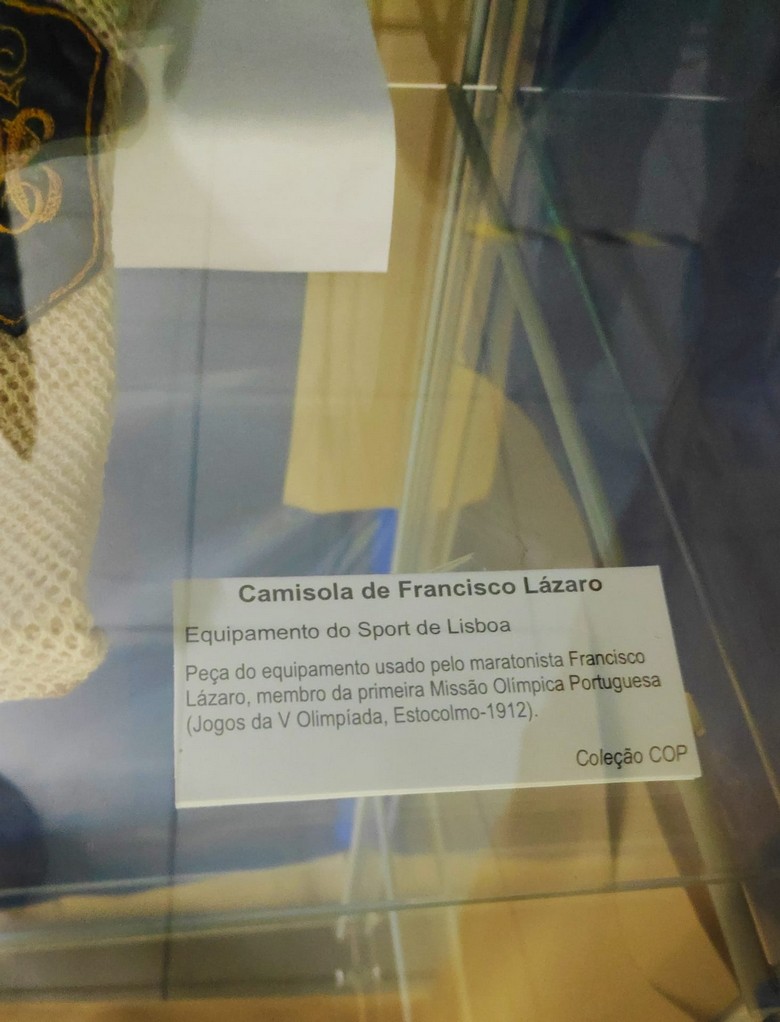 Camisola de Francisco Lázaro
Equipamento do Sport de Lisboa
Peça do equipamento usado pelo maratonista Francisco
Lázaro, membro da primeira Missão Olímpica Portuguesa
(Jogos da V Olimpíada, Estocolmo-1912).
Coleção COP